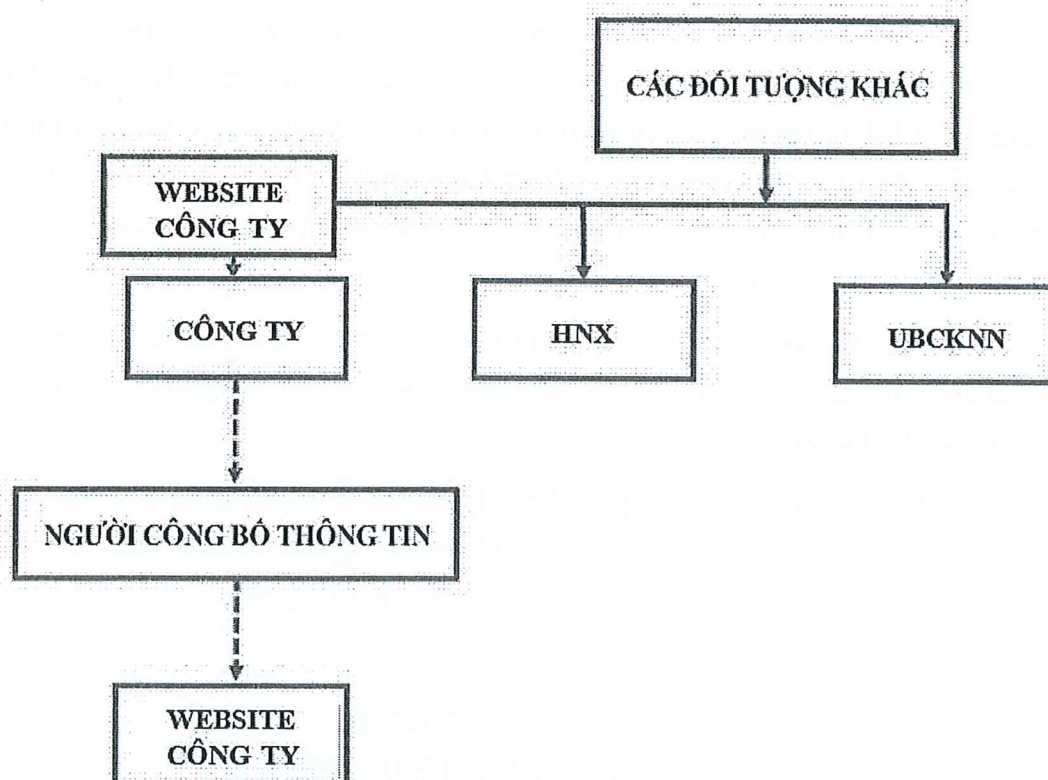 CÁC ĐỐI TƯỢNG KHÁC
WEBSITE
CÔNG TY
CÔNG TY
HNX
UBCKNN
NGƯỜI CÔNG BỐ THÔNG TIN
WEBSITE
CÔNG TY